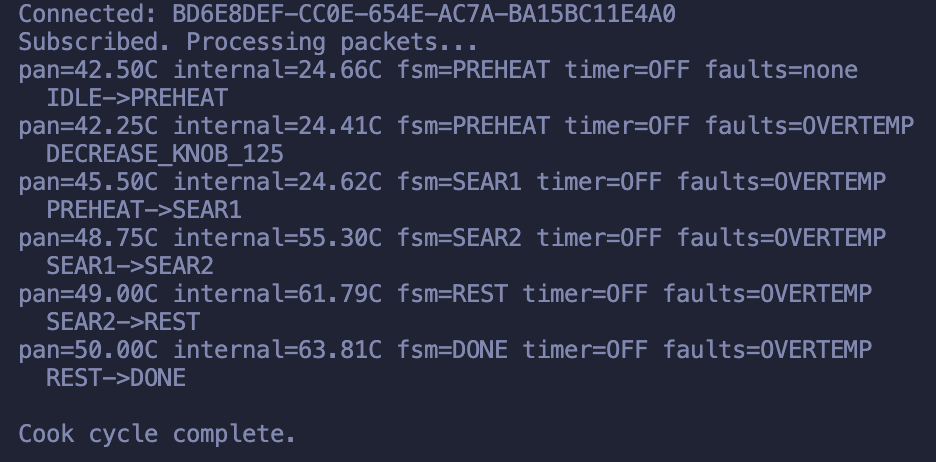 Connected: BD6E8DEF-CC0E-654E-AC7A-BA15BC11E4A0
Subscribed. Processing packets...
pan=42.50C internal=24.66C fsm=PREHEAT timer=OFF faults=none
IDLE->PREHEAT
pan=42.25C internal=24.41C fsm=PREHEAT timer=OFF faults=OVERTEMP
DECREASE_KNOB_125
pan=45.50C internal=24.62C fsm=SEAR1 timer=OFF faults=OVERTEMP
PREHEAT->SEAR1
pan=48.75C internal=55.30C fsm=SEAR2 timer=OFF faults=OVERTEMP
SEAR1->SEAR2
pan=49.00C internal=61.79C fsm=REST timer=OFF faults=OVERTEMP
SEAR2->REST
pan=50.00C internal=63.81C fsm=DONE timer=OFF faults=OVERTEMP
REST->DONE
Cook cycle complete.